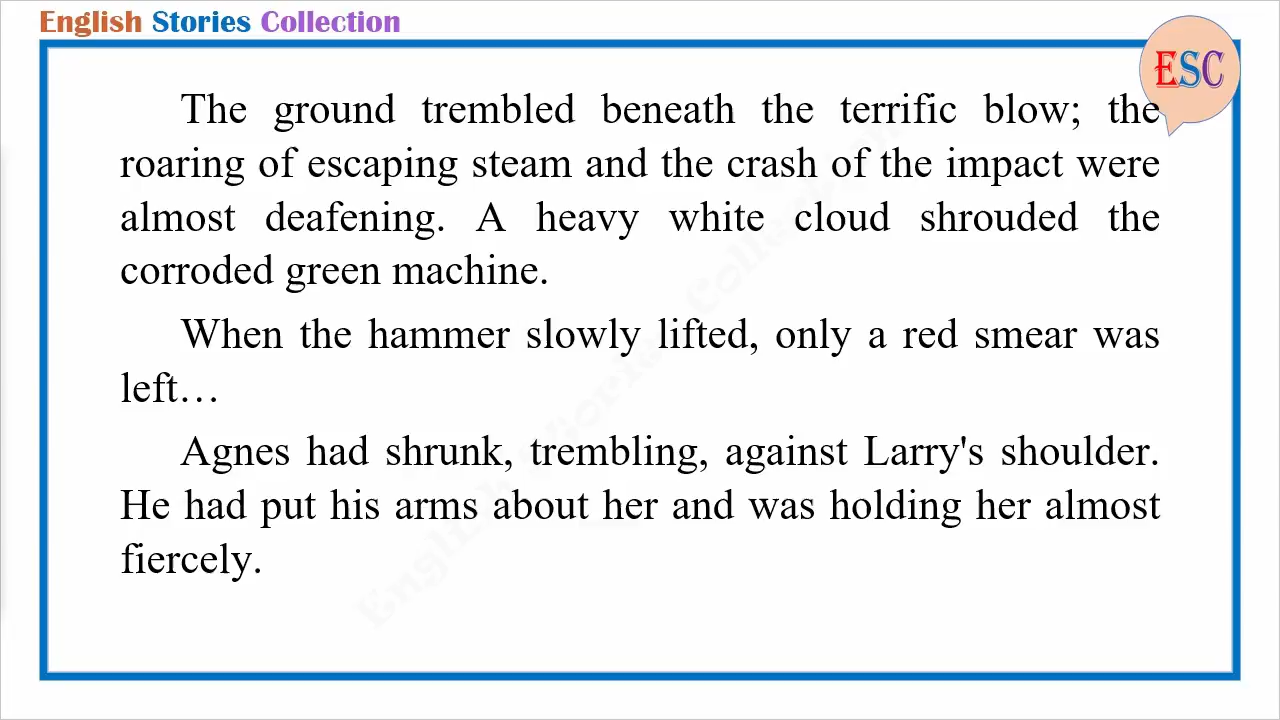 English Stories Collection
ESC
The ground trembled beneath the terrific blow; the
roaring of escaping steam and the crash of the impact were
almost deafening. A heavy white cloud shrouded the
corroded green machine.
When the hammer slowly lifted, only a red smear was
left…
Agnes had shrunk, trembling, against Larry's shoulder.
He had put his arms about her and was holding her almost
fiercely.
English Stories Collection